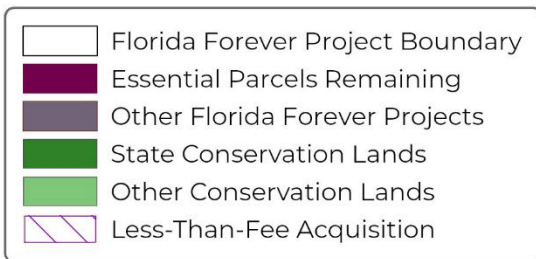 Florida Forever Project Boundary
Essential Parcels Remaining
Other Florida Forever Projects
State Conservation Lands
Other Conservation Lands
Less-Than-Fee Acquisition